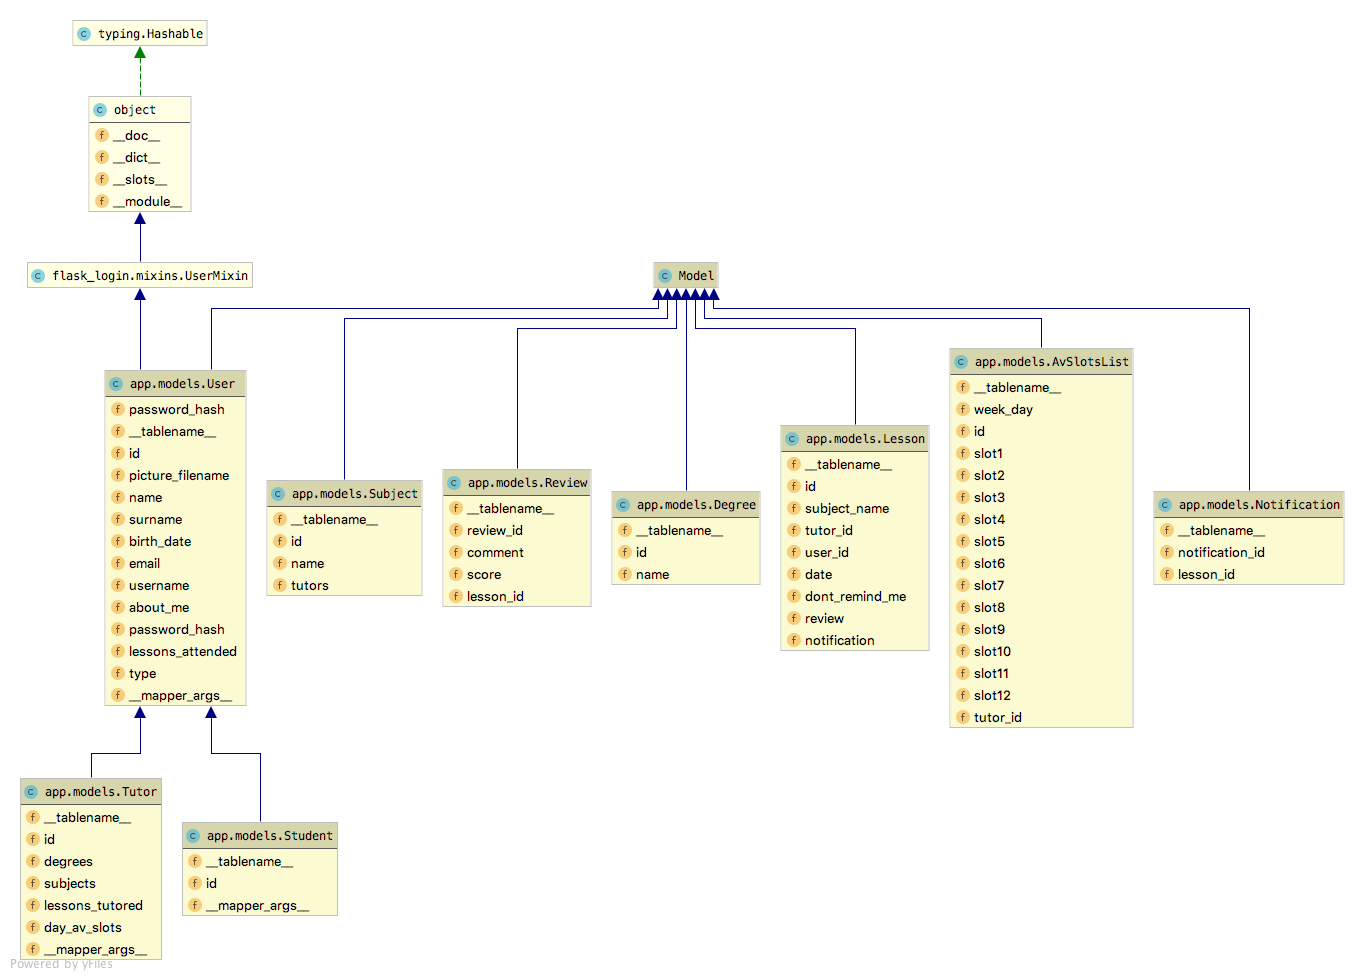 typing.Hashable
object
__doc__
__dict__
__slots__
__module__
flask_login.mixins.UserMixin
Model
app.models.User
password_hash
__tablename__
id
picture_filename
name
surname
birth_date
email
username
about_me
password_hash
lessons_attended
type
__mapper_args__
app.models.Subject
__tablename__
id
name
tutors
app.models.Review
__tablename__
review_id
comment
score
lesson_id
app.models.Degree
__tablename__
id
name
app.models.Lesson
__tablename__
id
subject_name
tutor_id
user_id
date
dont_remind_me
review
notification
app.models.AvSlotsList
__tablename__
week_day
id
slot1
slot2
slot3
slot4
slot5
slot6
slot7
slot8
slot9
slot10
slot11
slot12
tutor_id
app.models.Notification
__tablename__
notification_id
lesson_id
app.models.Tutor
__tablename__
id
degrees
subjects
lessons_tutored
day_av_slots
__mapper_args__
app.models.Student
__tablename__
id
__mapper_args__
Powered by yFiles